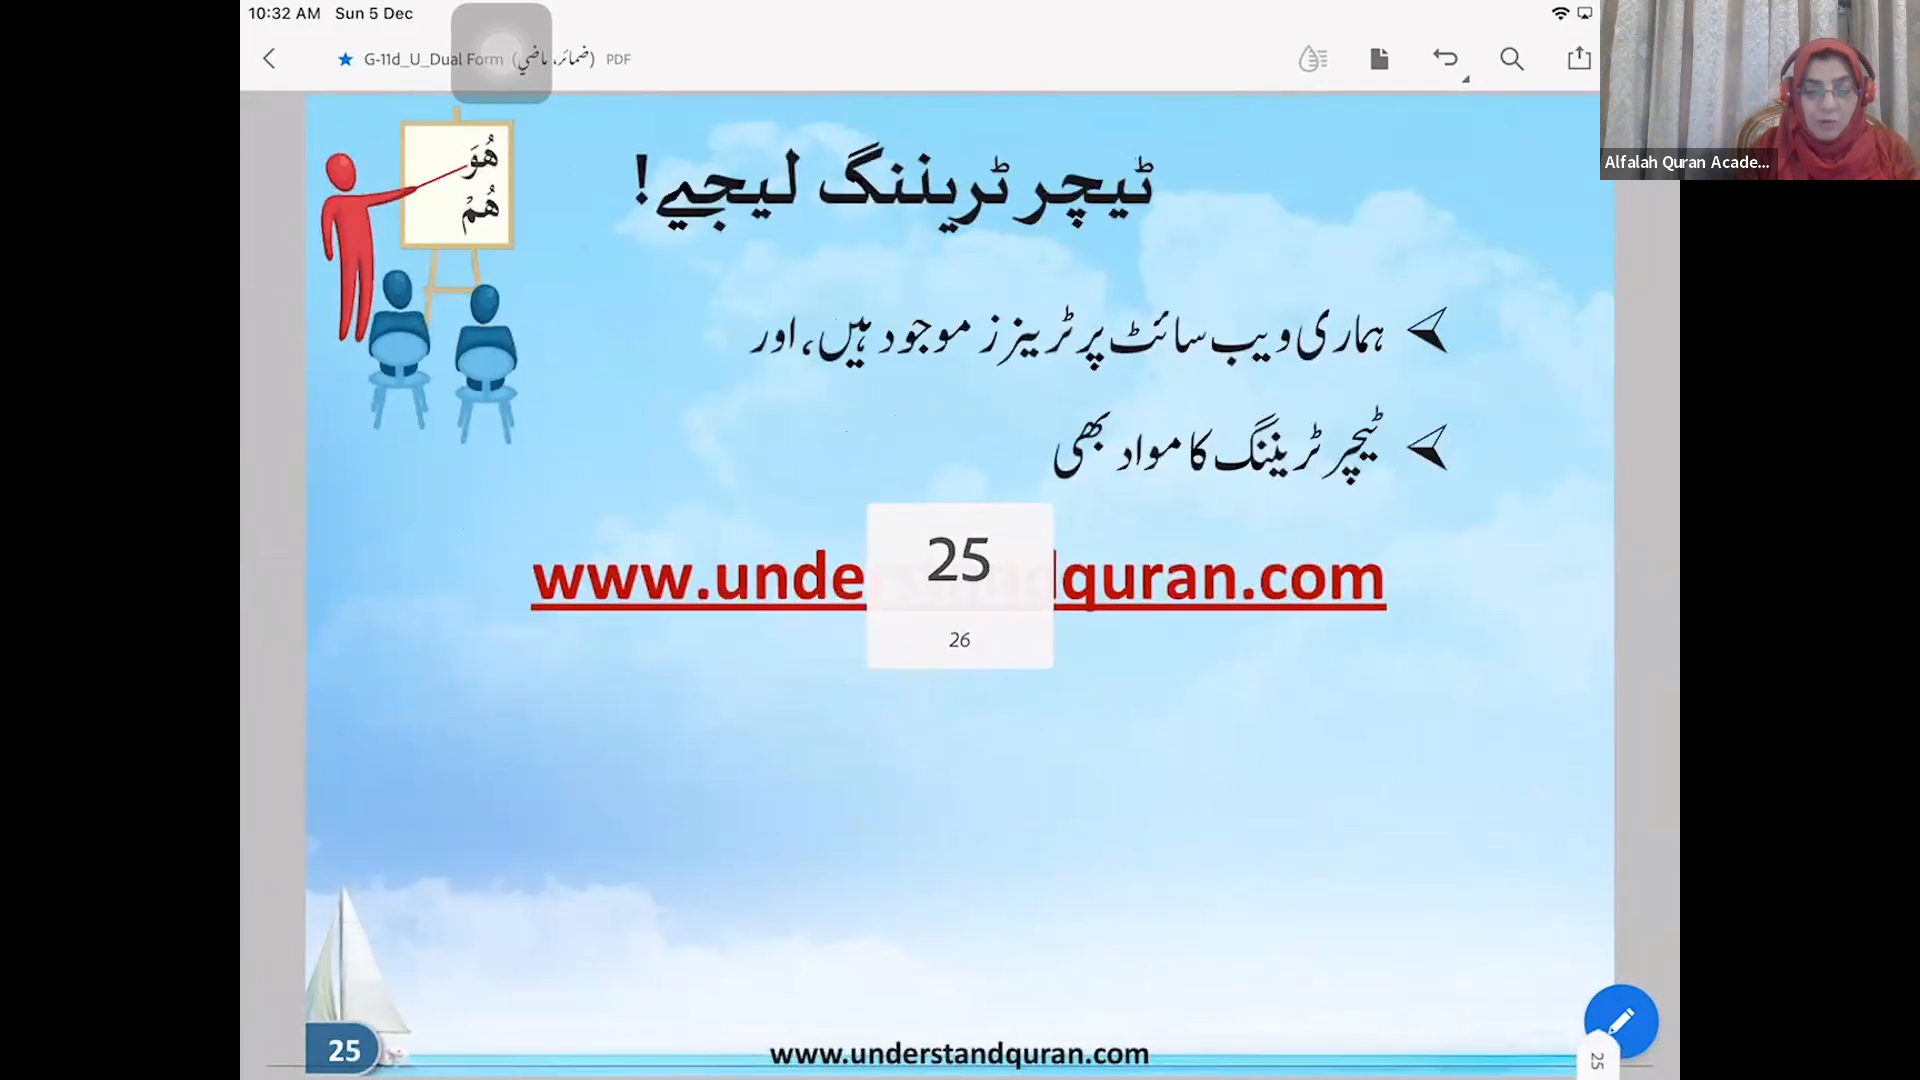 10:32 AM Sun 5 Dec
G-11d_U_Dual Form (ضمائر، ماضي) PDF
Alfalah Quran Acade...
هُوَ
هُمْ
ٹیچر ٹریننگ لیجیے!
ہماری ویب سائٹ پر ٹرینرز موجود ہیں، اور
ٹیچر ٹریننگ کا مواد بھی
www.unde dquran.com
25
26
25
www.understandquran.com
25